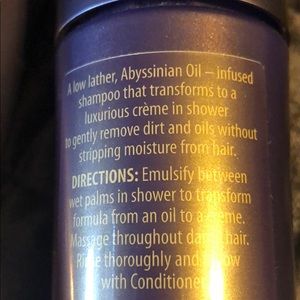 A low lather, Abyssinian Oil – infused
shampoo that transforms to a
luxurious crème in shower
to gently remove dirt and oils without
stripping moisture from hair.
DIRECTIONS: Emulsify between
wet palms in shower to transform
formula from an oil to a crème.
Massage throughout damp hair.
Rinse thoroughly and follow
with Conditioner